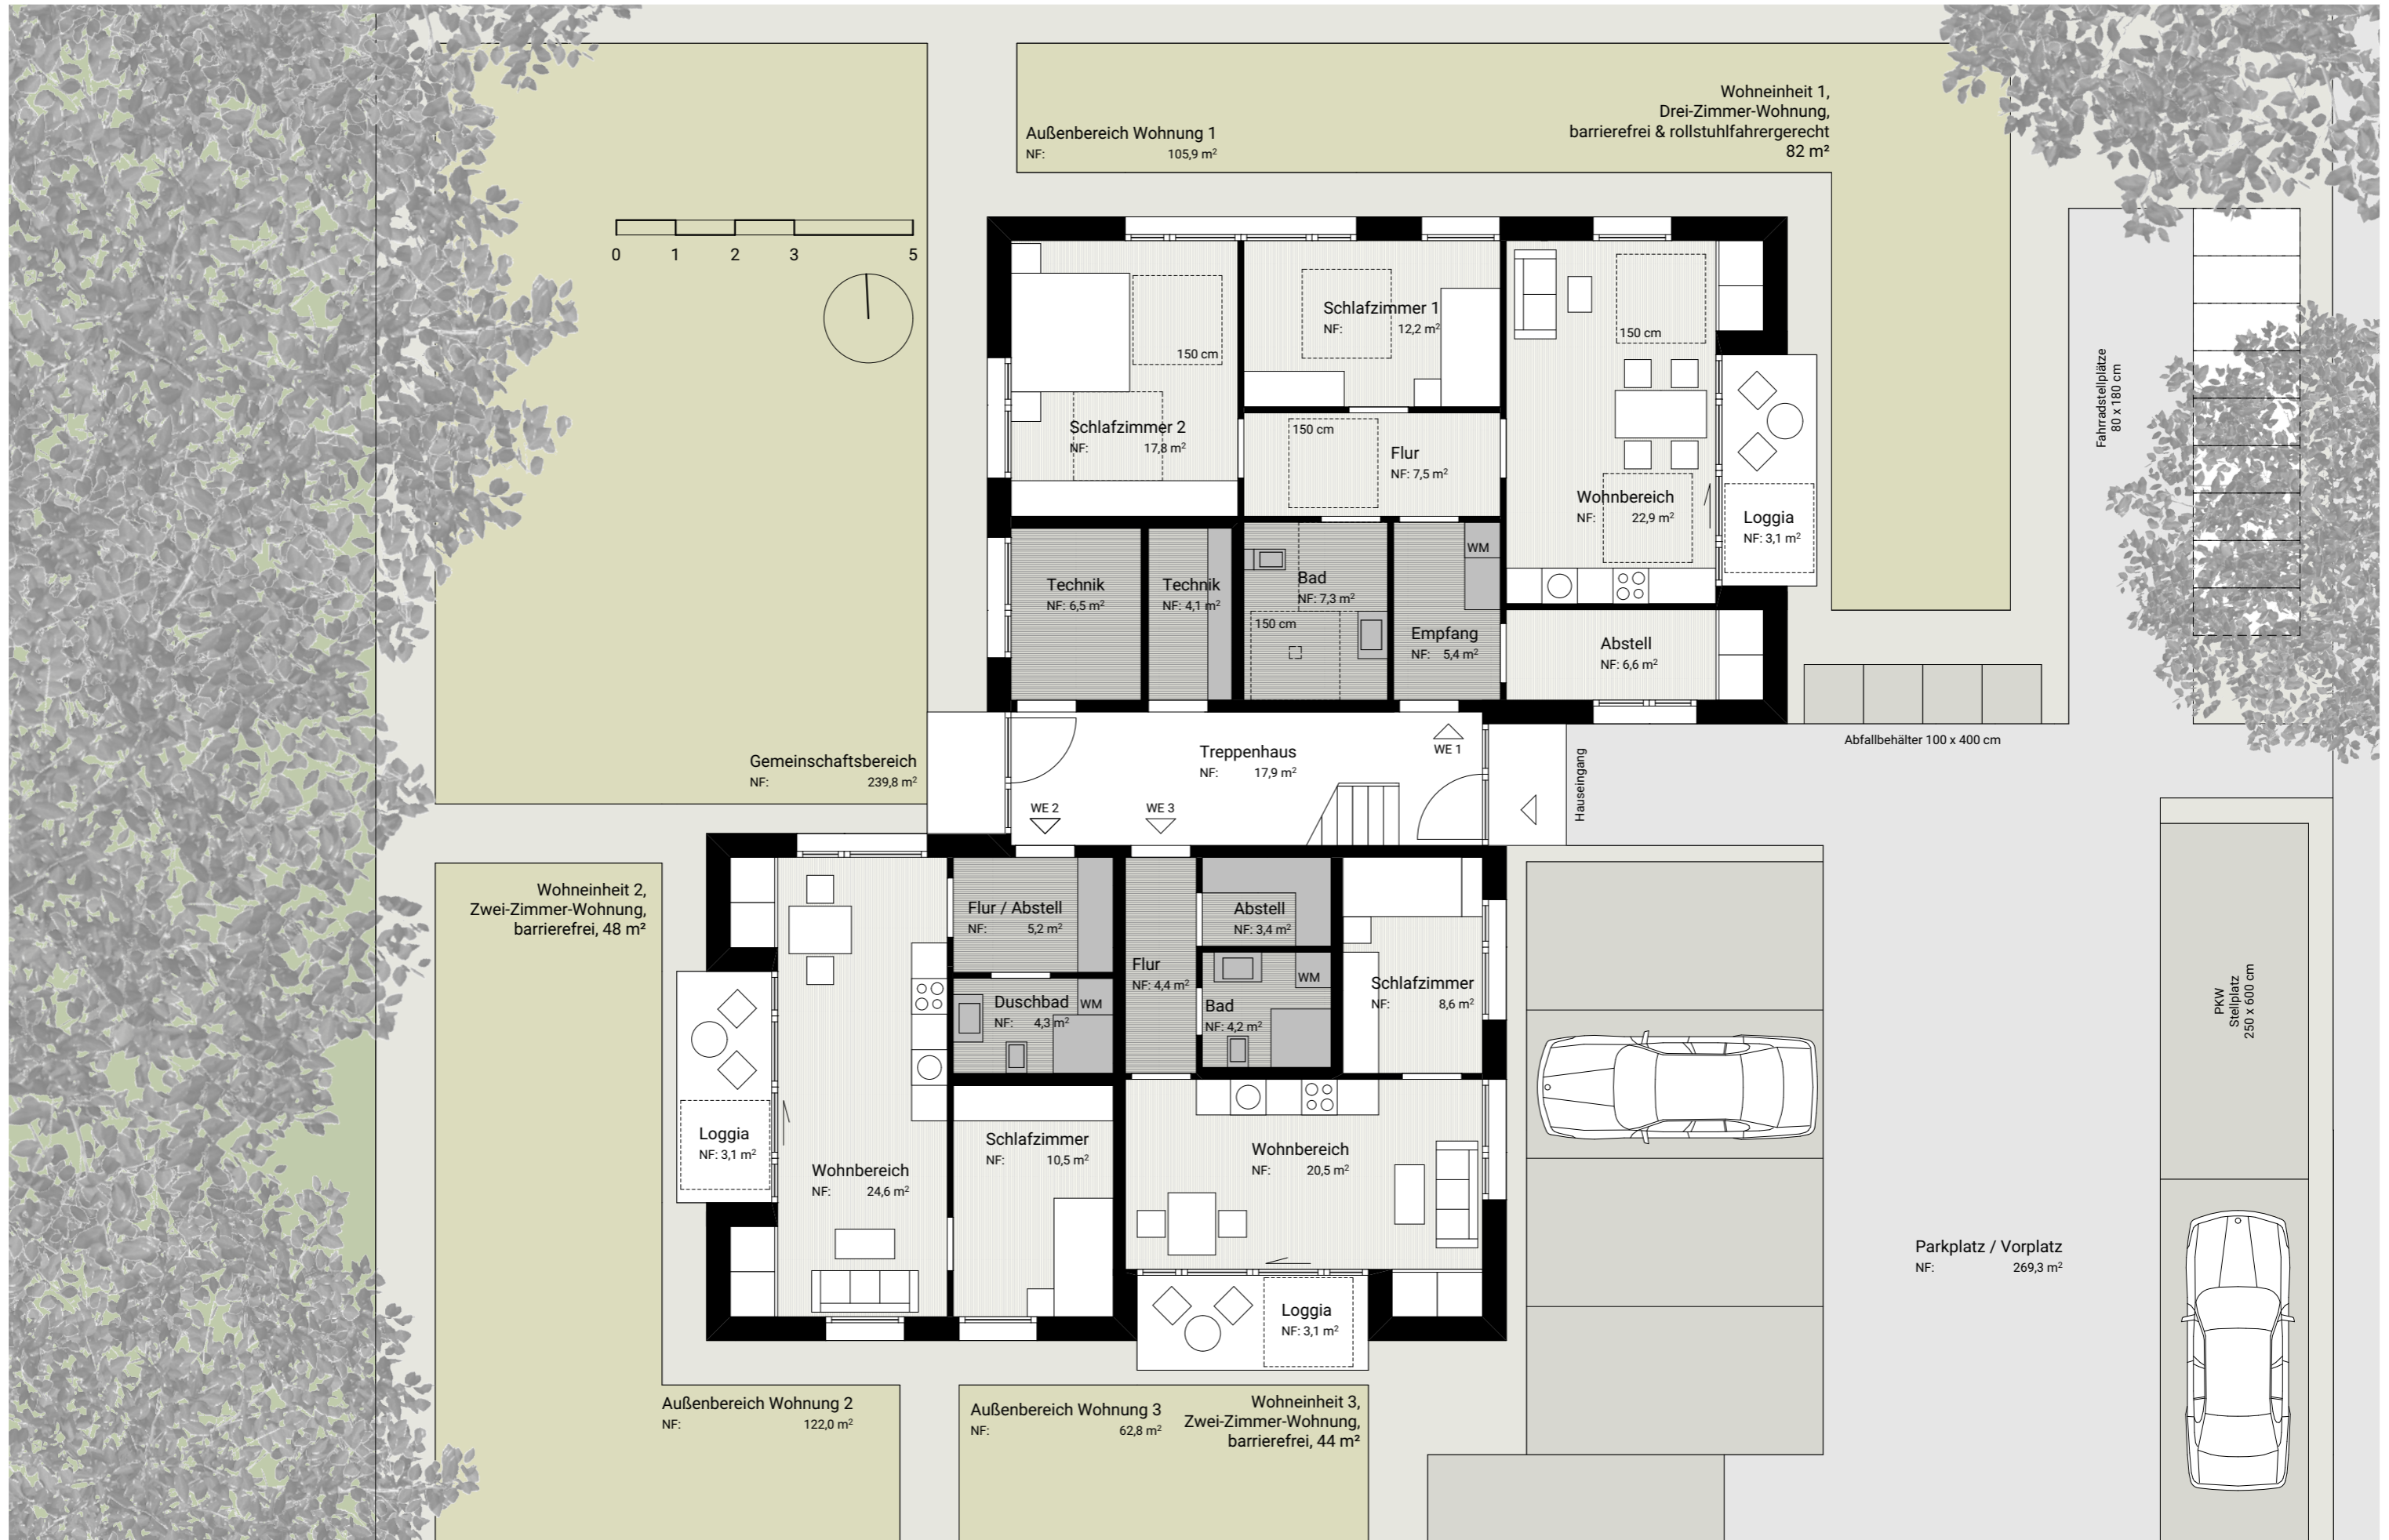 Außenbereich Wohnung 1
NF: 105,9 m²
Wohneinheit 1,
Drei-Zimmer-Wohnung,
barrierefrei & rollstuhlfahrergerecht
82 m²
0 1 2 3 5
Schlafzimmer 1
NF: 12,2 m²
150 cm
150 cm
Schlafzimmer 2
NF: 17,8 m²
150 cm
Flur
NF: 7,5 m²
Wohnbereich
NF: 22,9 m²
Loggia
NF: 3,1 m²
Fahrradstellplätze
80 x 180 cm
Technik
NF: 6,5 m²
Technik
NF: 4,1 m²
Bad
NF: 7,3 m²
150 cm
WM
Empfang
NF: 5,4 m²
Abstell
NF: 6,6 m²
Abfallbehälter 100 x 400 cm
Gemeinschaftsbereich
NF: 239,8 m²
Treppenhaus
NF: 17,9 m²
WE 1
WE 2
WE 3
Hauseingang
Wohneinheit 2,
Zwei-Zimmer-Wohnung,
barrierefrei, 48 m²
Flur / Abstell
NF: 5,2 m²
Duschbad
NF: 4,3 m²
WM
Flur
NF: 4,4 m²
Abstell
NF: 3,4 m²
WM
Bad
NF: 4,2 m²
Schlafzimmer
NF: 8,6 m²
PKW
Stellplatz
250 x 600 cm
Loggia
NF: 3,1 m²
Wohnbereich
NF: 24,6 m²
Schlafzimmer
NF: 10,5 m²
Wohnbereich
NF: 20,5 m²
Loggia
NF: 3,1 m²
Parkplatz / Vorplatz
NF: 269,3 m²
Außenbereich Wohnung 2
NF: 122,0 m²
Außenbereich Wohnung 3
NF: 62,8 m²
Wohneinheit 3,
Zwei-Zimmer-Wohnung,
barrierefrei, 44 m²